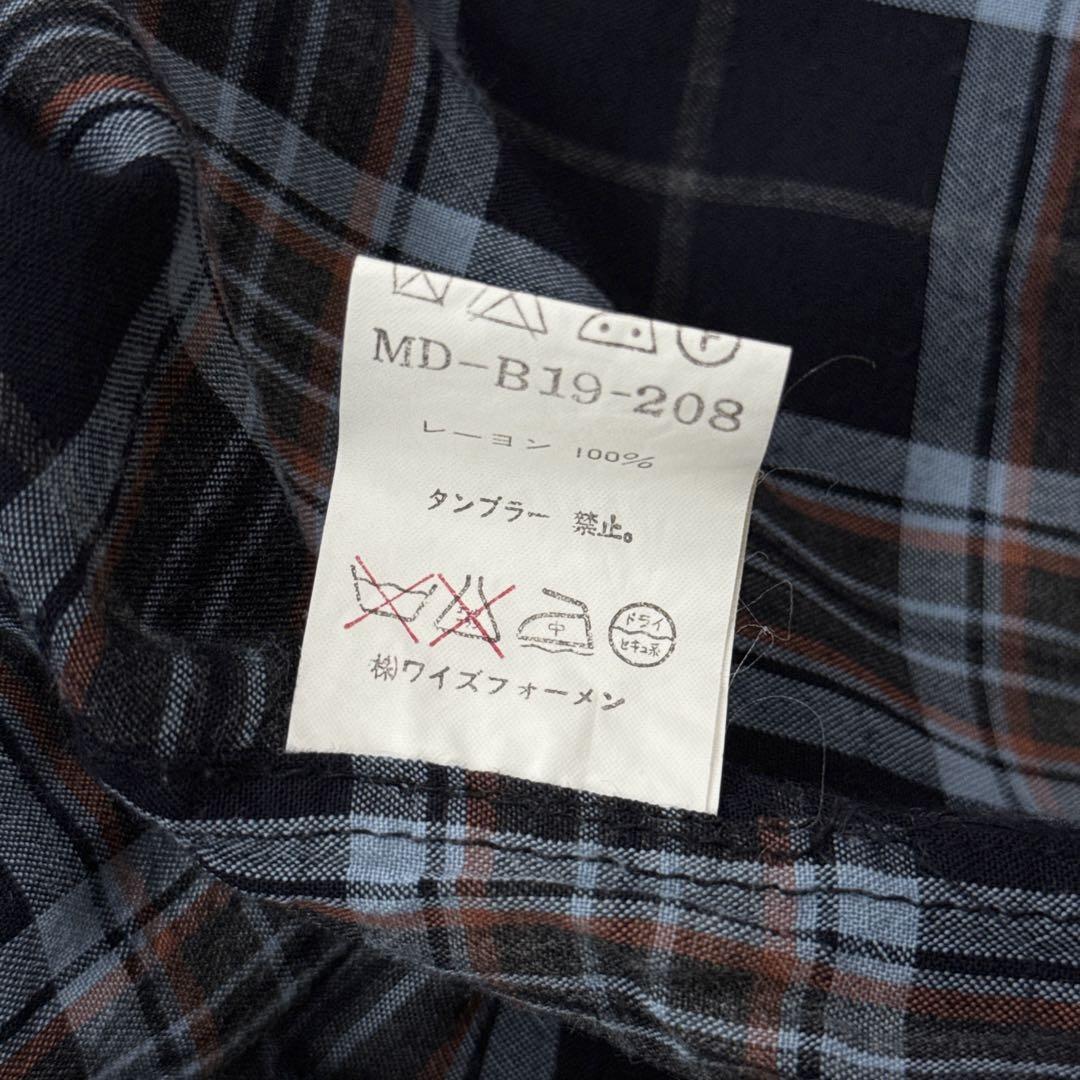 MD-B19-208
レーヨン 100%
タンブラー 禁止。
中
ドライ
セキユ系
㈱ワイズフォーメン